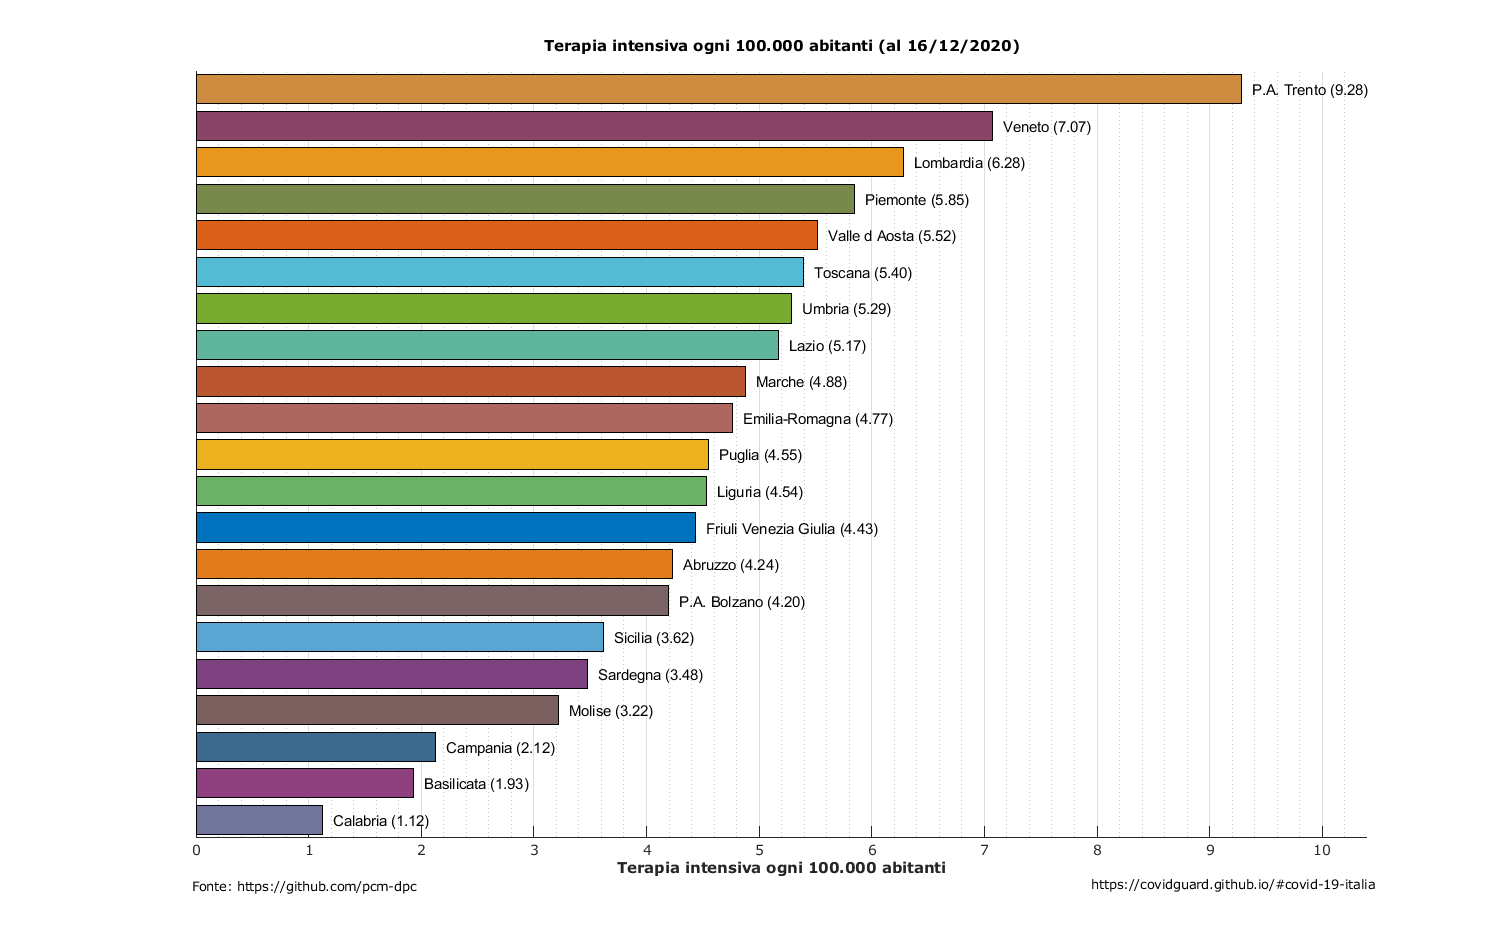 Terapia intensiva ogni 100.000 abitanti (al 16/12/2020)
P.A. Trento (9.28)
Veneto (7.07)
Lombardia (6.28)
Piemonte (5.85)
Valle d Aosta (5.52)
Toscana (5.40)
Umbria (5.29)
Lazio (5.17)
Marche (4.88)
Emilia-Romagna (4.77)
Puglia (4.55)
Liguria (4.54)
Friuli Venezia Giulia (4.43)
Abruzzo (4.24)
P.A. Bolzano (4.20)
Sicilia (3.62)
Sardegna (3.48)
Molise (3.22)
Campania (2.12)
Basilicata (1.93)
Calabria (1.12)
0 1 2 3 4 5 6 7 8 9 10
Terapia intensiva ogni 100.000 abitanti
Fonte: https://github.com/pcm-dpc
https://covidguard.github.io/#covid-19-italia